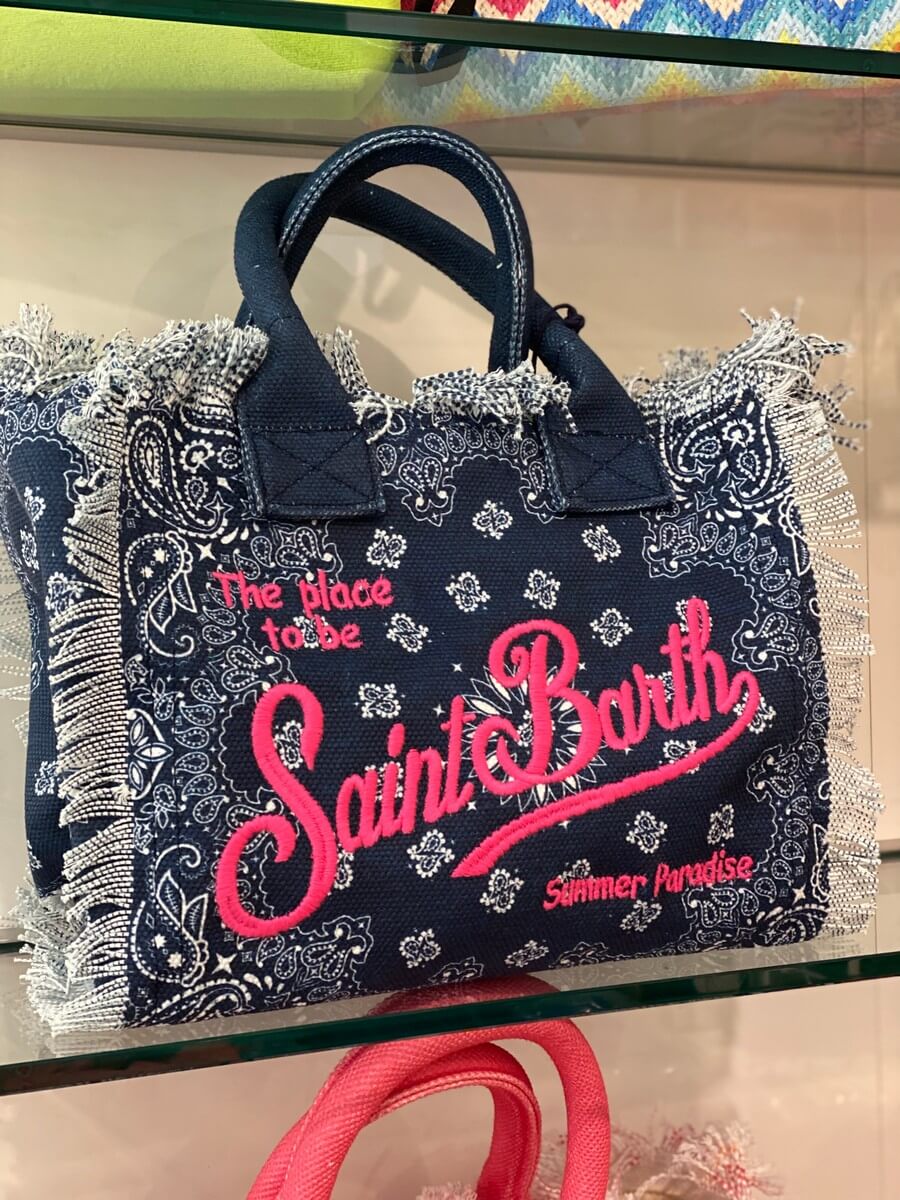 The place
to be
Saint Barth
Summer Paradise